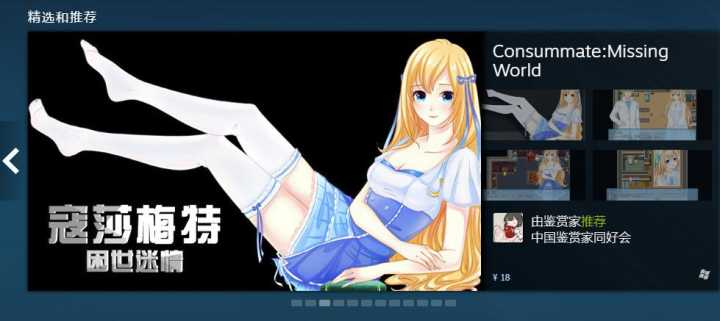 精选和推荐
Consummate:Missing
World
寇莎梅特
困世迷情
由鉴赏家推荐
中国鉴赏家同好会
¥ 18